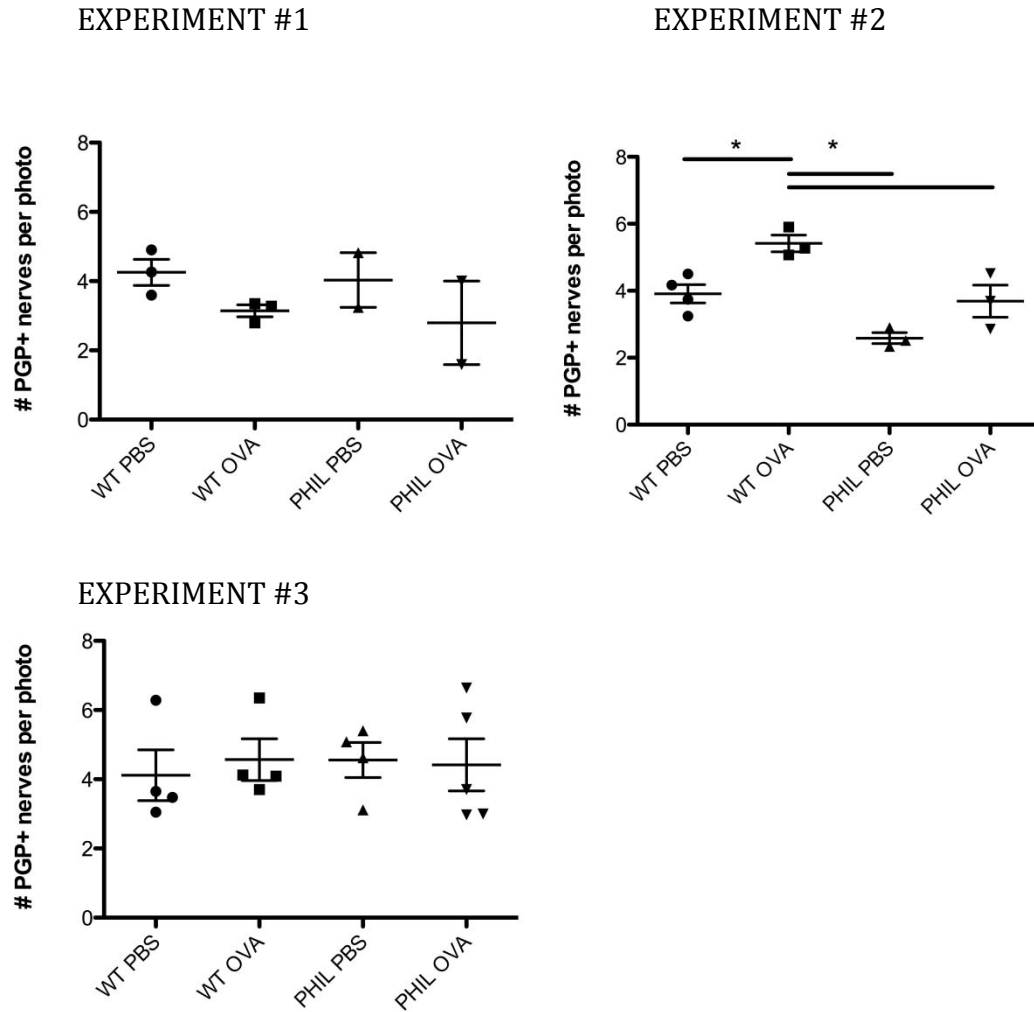 EXPERIMENT #1
# PGP+ nerves per photo
8
6
4
2
0
WT PBS
WT OVA
PHIL PBS
PHIL OVA
EXPERIMENT #2
# PGP+ nerves per photo
8
6
4
2
0
*
*
WT PBS
WT OVA
PHIL PBS
PHIL OVA
EXPERIMENT #3
# PGP+ nerves per photo
8
6
4
2
0
WT PBS
WT OVA
PHIL PBS
PHIL OVA